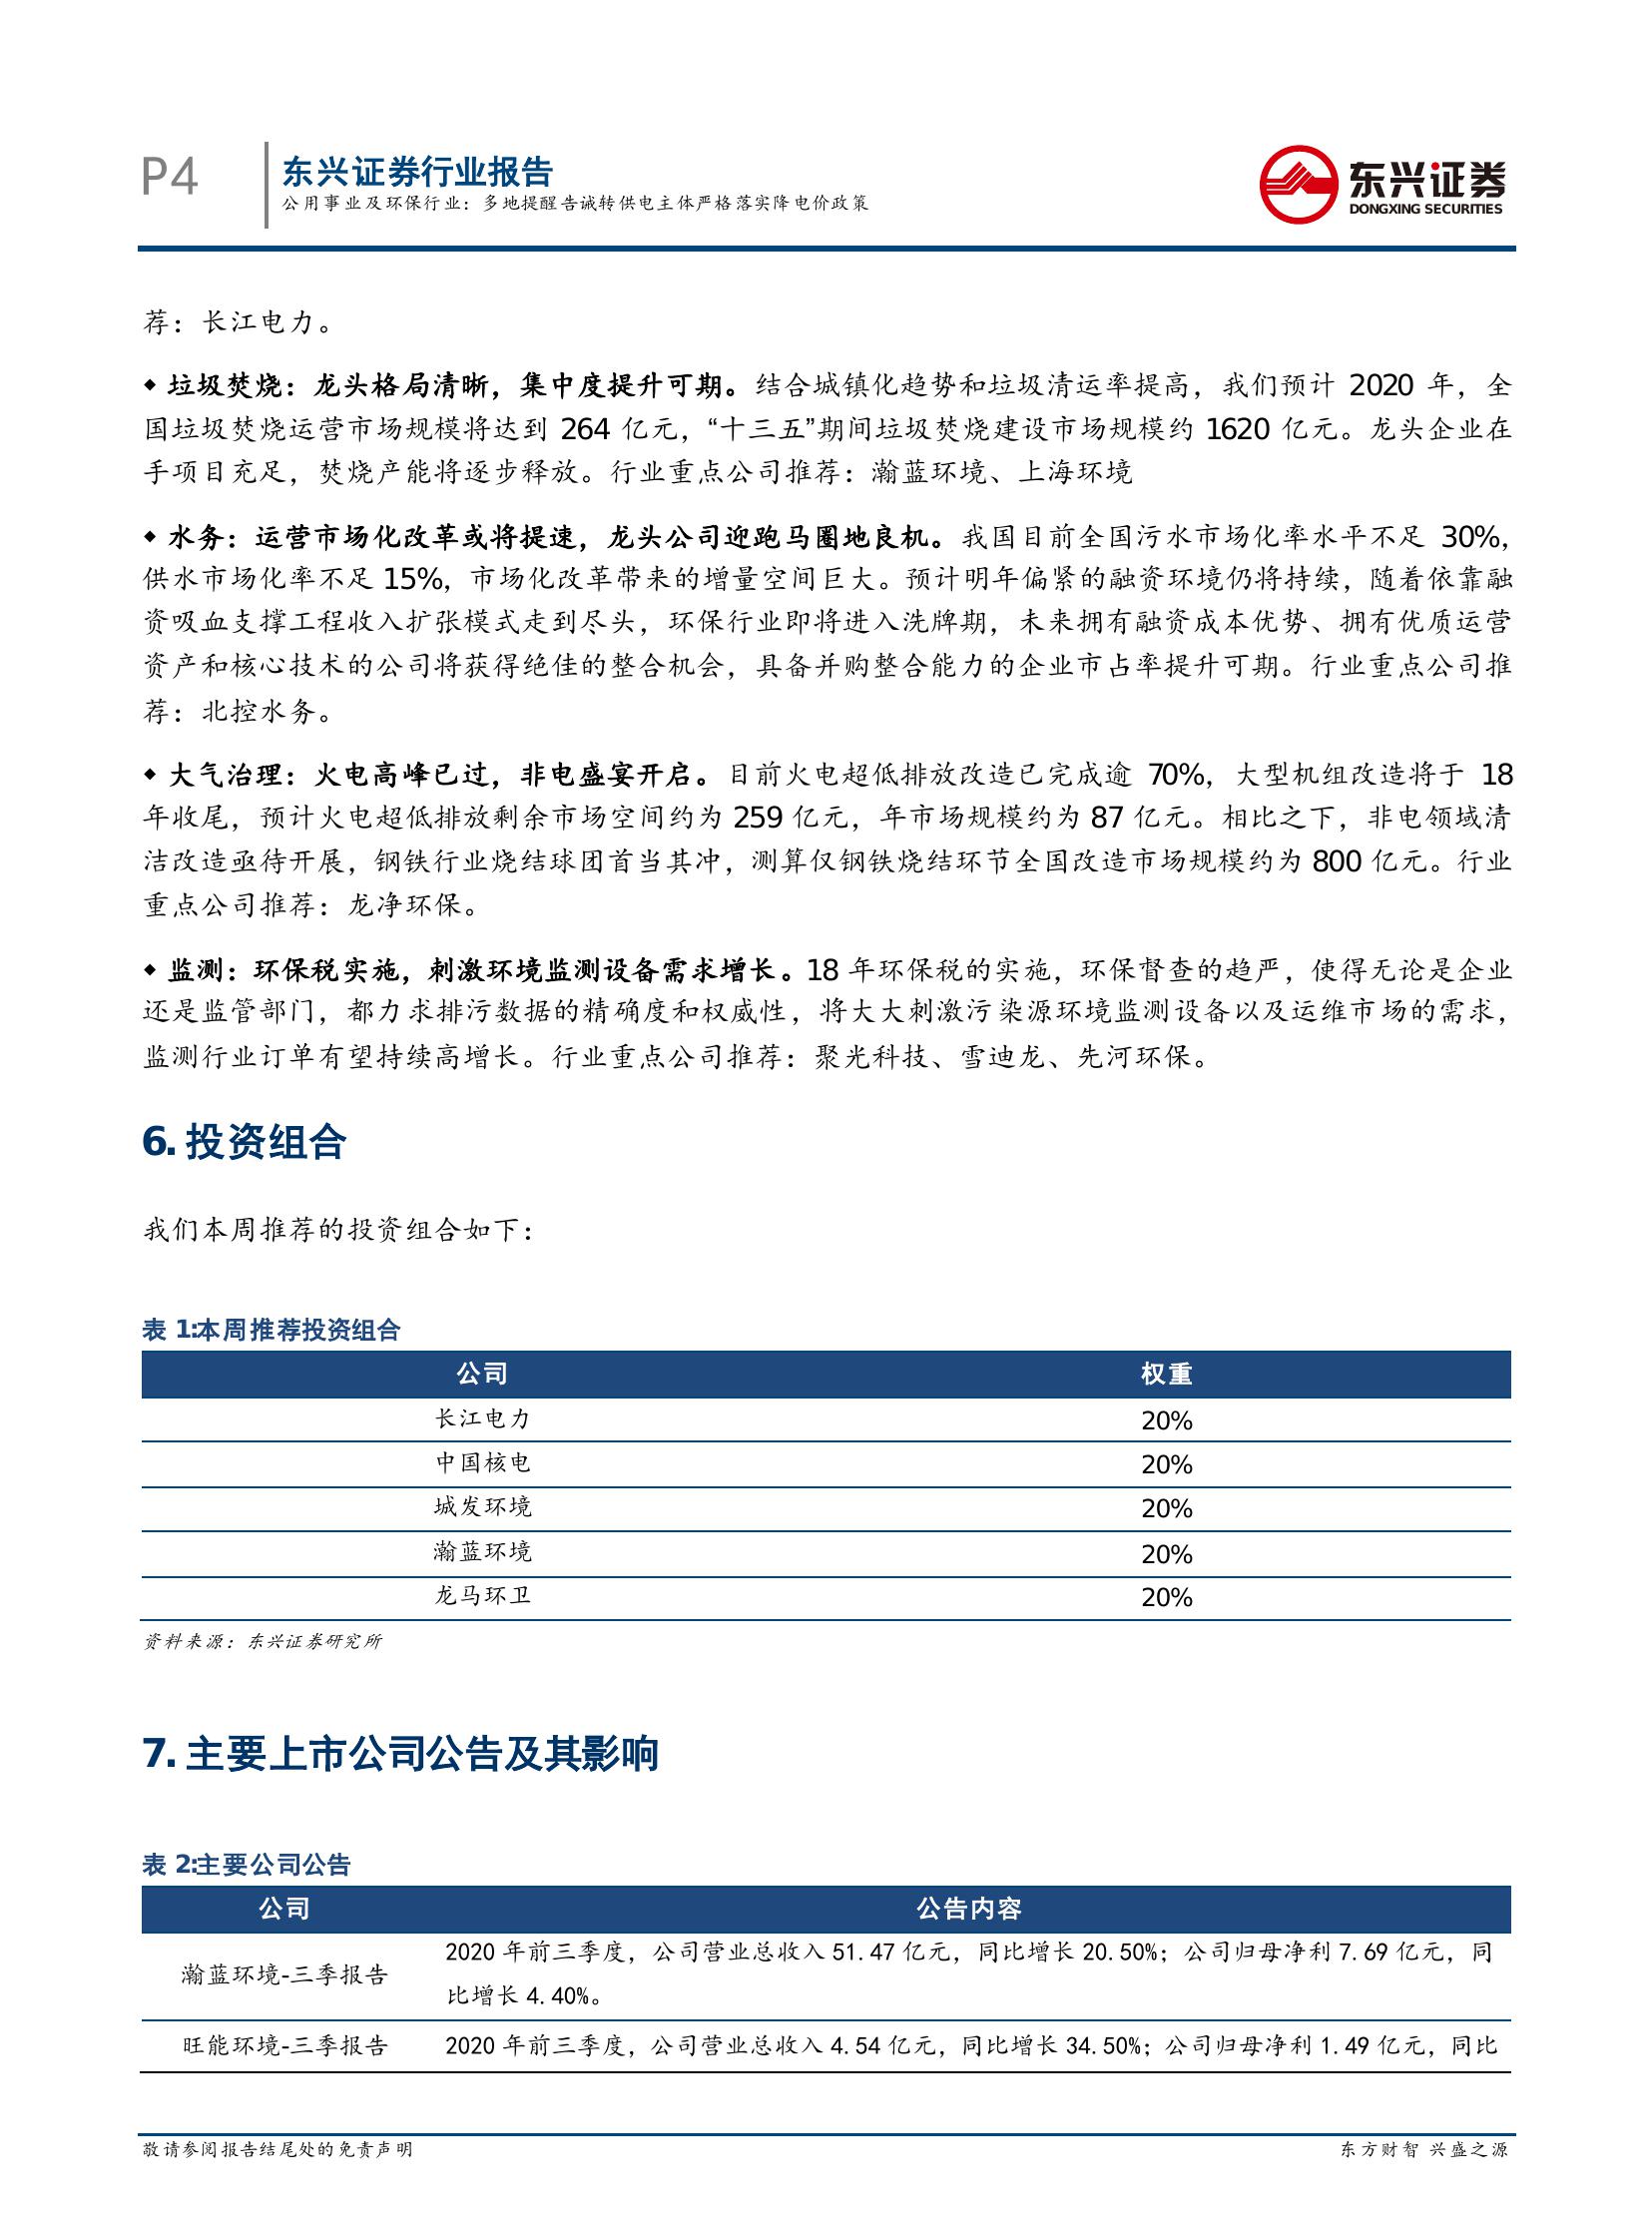 P4
东兴证券行业报告
公用事业及环保行业：多地提醒告诫转供电主体严格落实降电价政策
东兴证券
DONGXING SECURITIES
荐：长江电力。
◆ 垃圾焚烧：龙头格局清晰，集中度提升可期。结合城镇化趋势和垃圾清运率提高，我们预计 2020 年，全
国垃圾焚烧运营市场规模将达到 264 亿元，“十三五”期间垃圾焚烧建设市场规模约 1620 亿元。龙头企业在
手项目充足，焚烧产能将逐步释放。行业重点公司推荐：瀚蓝环境、上海环境
◆ 水务：运营市场化改革或将提速，龙头公司迎跑马圈地良机。我国目前全国污水市场化率水平不足 30%，
供水市场化率不足 15%，市场化改革带来的增量空间巨大。预计明年偏紧的融资环境仍将持续，随着依靠融
资吸血支撑工程收入扩张模式走到尽头，环保行业即将进入洗牌期，未来拥有融资成本优势、拥有优质运营
资产和核心技术的公司将获得绝佳的整合机会，具备并购整合能力的企业市占率提升可期。行业重点公司推
荐：北控水务。
◆ 大气治理：火电高峰已过，非电盛宴开启。目前火电超低排放改造已完成逾 70%，大型机组改造将于 18
年收尾，预计火电超低排放剩余市场空间约为 259 亿元，年市场规模约为 87 亿元。相比之下，非电领域清
洁改造亟待开展，钢铁行业烧结球团首当其冲，测算仅钢铁烧结环节全国改造市场规模约为 800 亿元。行业
重点公司推荐：龙净环保。
◆ 监测：环保税实施，刺激环境监测设备需求增长。18 年环保税的实施，环保督查的趋严，使得无论是企业
还是监管部门，都力求排污数据的精确度和权威性，将大大刺激污染源环境监测设备以及运维市场的需求，
监测行业订单有望持续高增长。行业重点公司推荐：聚光科技、雪迪龙、先河环保。
6. 投资组合
我们本周推荐的投资组合如下：
表 1:本周推荐投资组合
公司 权重
长江电力 20%
中国核电 20%
城发环境 20%
瀚蓝环境 20%
龙马环卫 20%
资料来源：东兴证券研究所
7. 主要上市公司公告及其影响
表 2:主要公司公告
公司 公告内容
瀚蓝环境-三季报告 2020 年前三季度，公司营业总收入 51.47 亿元，同比增长 20.50%；公司归母净利 7.69 亿元，同
比增长 4.40%。
旺能环境-三季报告 2020 年前三季度，公司营业总收入 4.54 亿元，同比增长 34.50%；公司归母净利 1.49 亿元，同比
敬请参阅报告结尾处的免责声明 东方财智 兴盛之源